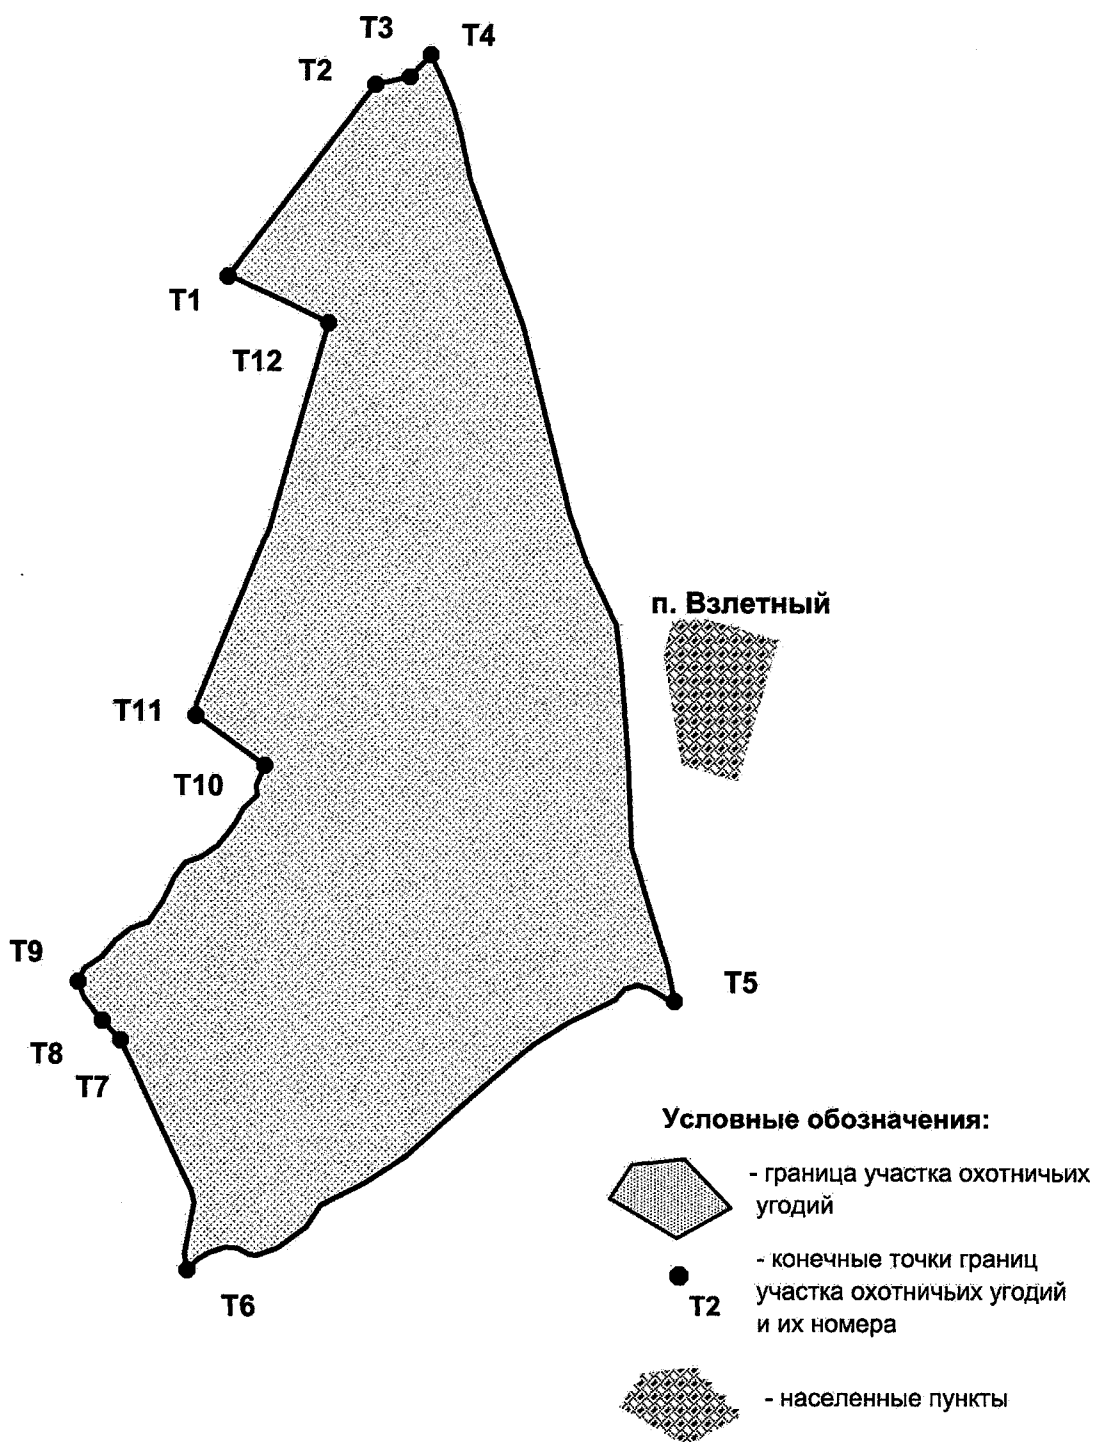 Т3
Т4
Т2
Т1
Т12
п. Взлетный
Т11
Т10
Т9
Т5
Т8
Т7
Т6
Условные обозначения:
- граница участка охотничьих
угодий
- конечные точки границ
участка охотничьих угодий
и их номера
Т2
- населенные пункты